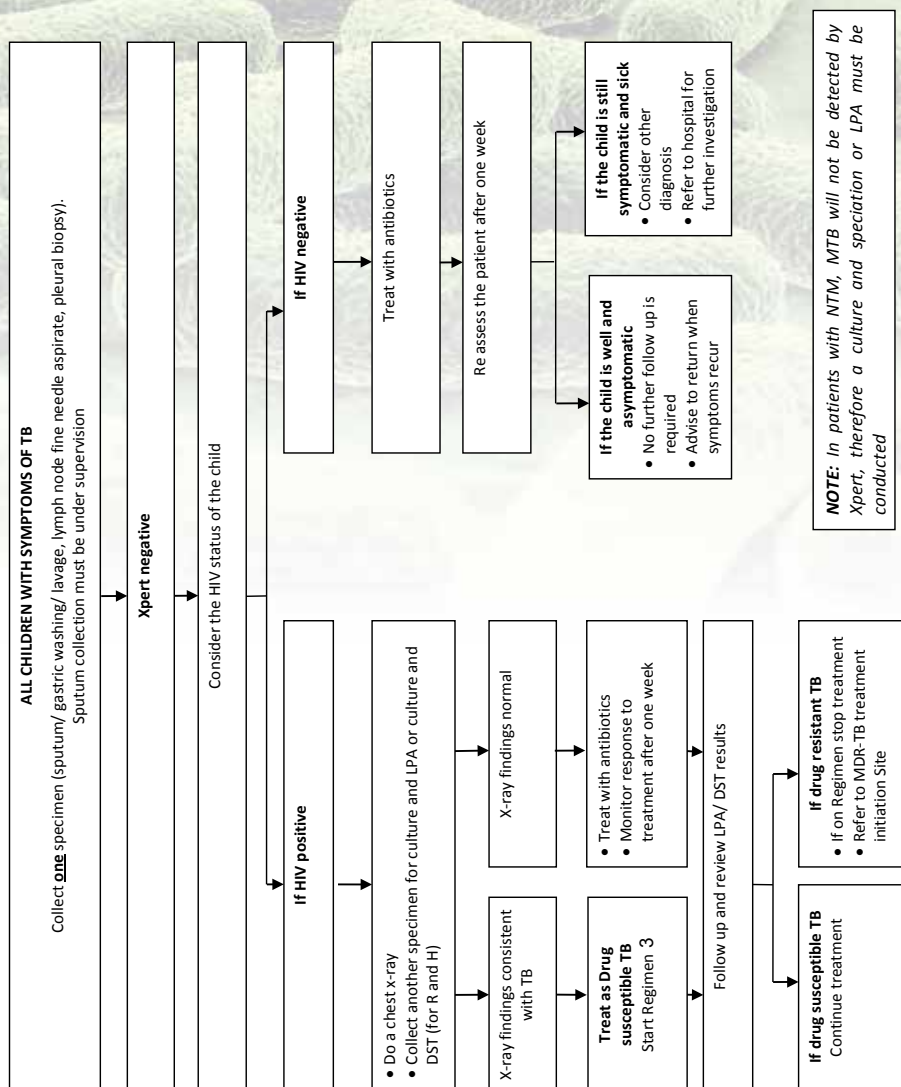 ALL CHILDREN WITH SYMPTOMS OF TB
Collect one specimen (sputum/ gastric washing/ lavage, lymph node fine needle aspirate, pleural biopsy).
Sputum collection must be under supervision
Xpert negative
Consider the HIV status of the child
If HIV positive
• Do a chest x-ray
• Collect another specimen for culture and LPA or culture and
DST (for R and H)
X-ray findings consistent
with TB
Treat as Drug
susceptible TB
Start Regimen 3
X-ray findings normal
• Treat with antibiotics
• Monitor response to
treatment after one week
Follow up and review LPA/ DST results
If drug susceptible TB
Continue treatment
If drug resistant TB
• If on Regimen stop treatment
• Refer to MDR-TB treatment
initiation Site
If HIV negative
Treat with antibiotics
Re assess the patient after one week
If the child is well and
asymptomatic
• No further follow up is
required
• Advise to return when
symptoms recur
If the child is still
symptomatic and sick
• Consider other
diagnosis
• Refer to hospital for
further investigation
NOTE: In patients with NTM, MTB will not be detected by
Xpert, therefore a culture and speciation or LPA must be
conducted